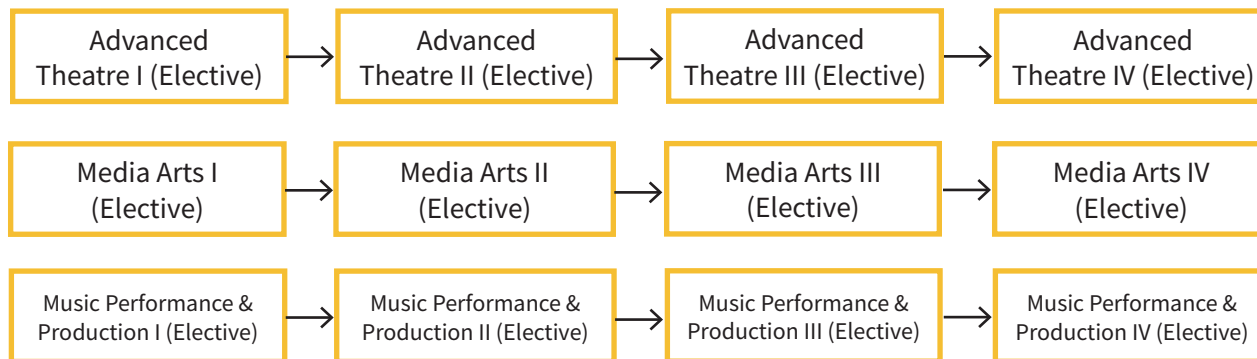 Advanced
Theatre I (Elective)
Advanced
Theatre II (Elective)
Advanced
Theatre III (Elective)
Advanced
Theatre IV (Elective)
Media Arts I
(Elective)
Media Arts II
(Elective)
Media Arts III
(Elective)
Media Arts IV
(Elective)
Music Performance &
Production I (Elective)
Music Performance &
Production II (Elective)
Music Performance &
Production III (Elective)
Music Performance &
Production IV (Elective)